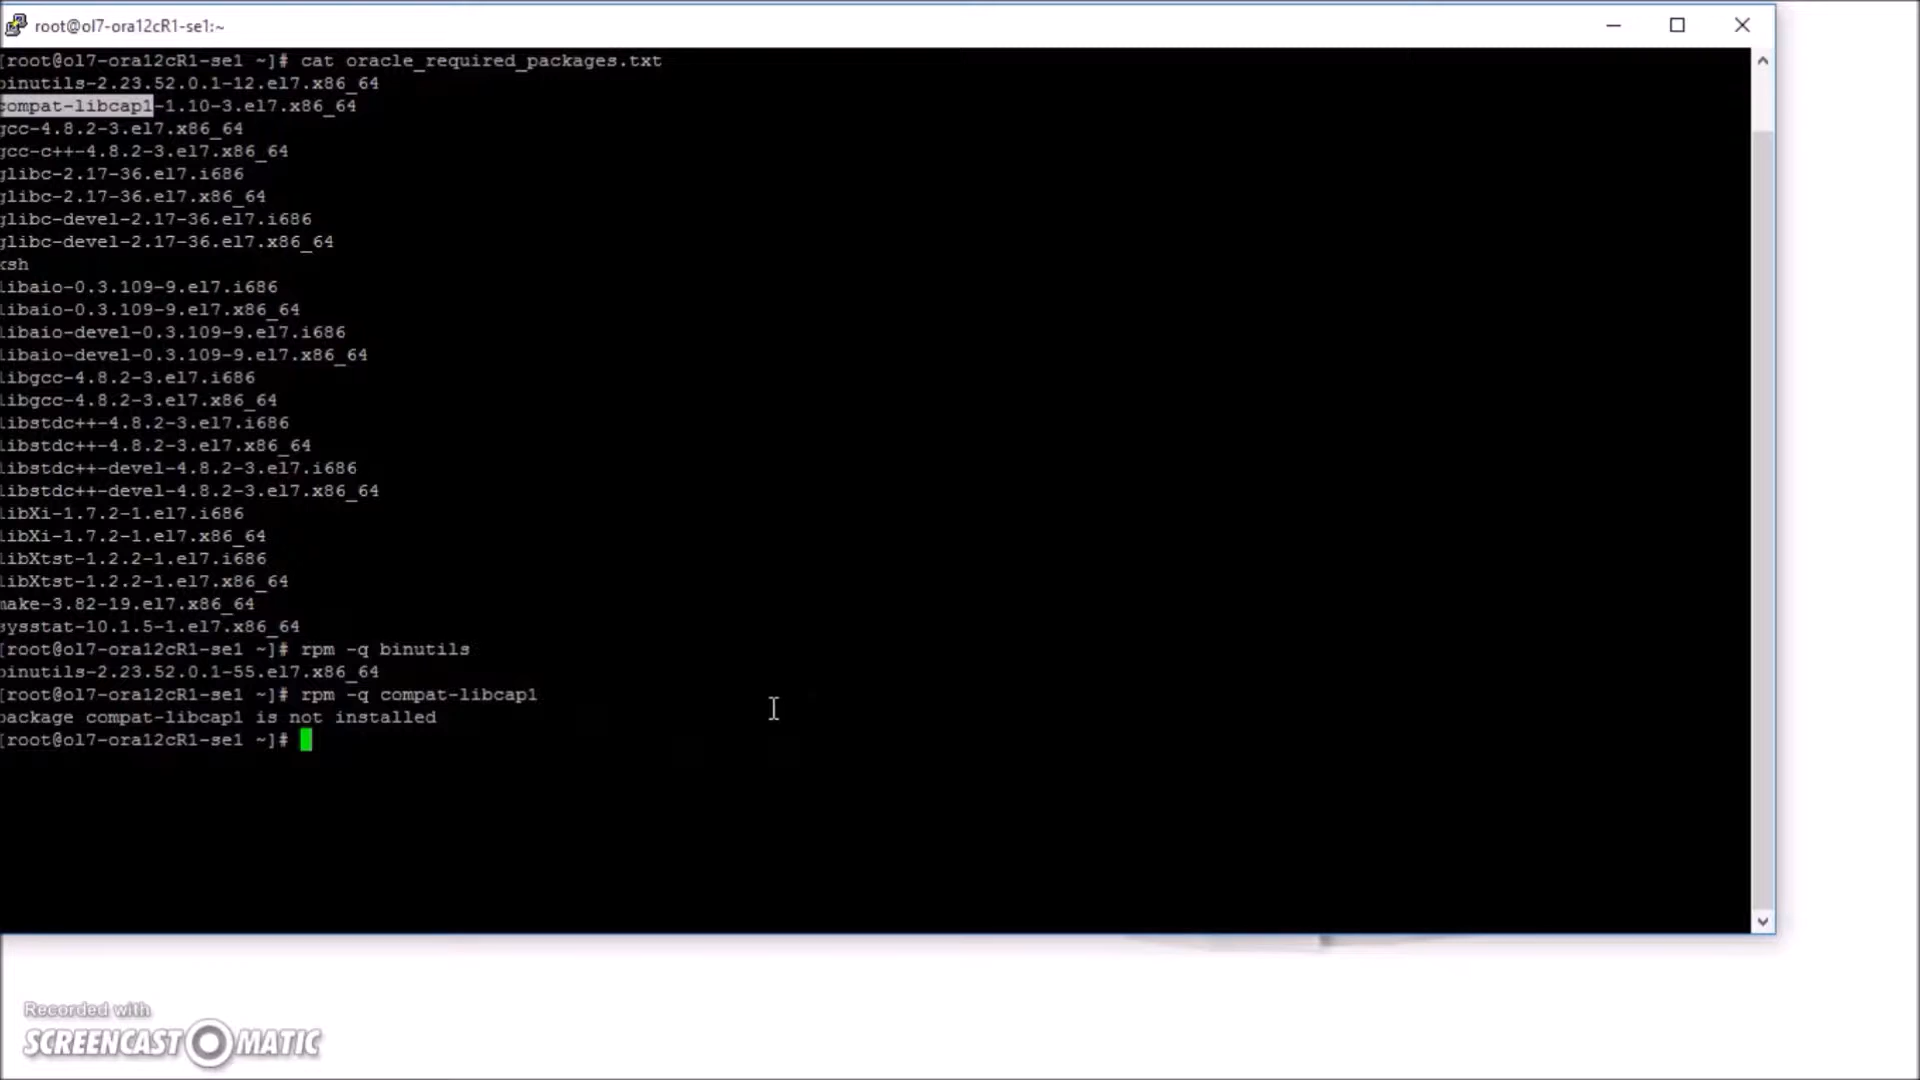 root@ol7-ora12cR1-se1:~
[root@ol7-ora12cR1-se1 ~]# cat oracle_required_packages.txt
binutils-2.23.52.0.1-12.el7.x86_64
compat-libcap1-1.10-3.el7.x86_64
gcc-4.8.2-3.el7.x86_64
gcc-c++-4.8.2-3.el7.x86_64
glibc-2.17-36.el7.i686
glibc-2.17-36.el7.x86_64
glibc-devel-2.17-36.el7.i686
glibc-devel-2.17-36.el7.x86_64
ksh
libaio-0.3.109-9.el7.i686
libaio-0.3.109-9.el7.x86_64
libaio-devel-0.3.109-9.el7.i686
libaio-devel-0.3.109-9.el7.x86_64
libgcc-4.8.2-3.el7.i686
libgcc-4.8.2-3.el7.x86_64
libstdc++-4.8.2-3.el7.i686
libstdc++-4.8.2-3.el7.x86_64
libstdc++-devel-4.8.2-3.el7.i686
libstdc++-devel-4.8.2-3.el7.x86_64
libXi-1.7.2-1.el7.i686
libXi-1.7.2-1.el7.x86_64
libXtst-1.2.2-1.el7.i686
libXtst-1.2.2-1.el7.x86_64
make-3.82-19.el7.x86_64
sysstat-10.1.5-1.el7.x86_64
[root@ol7-ora12cR1-se1 ~]# rpm -q binutils
binutils-2.23.52.0.1-55.el7.x86_64
[root@ol7-ora12cR1-se1 ~]# rpm -q compat-libcap1
package compat-libcap1 is not installed
[root@ol7-ora12cR1-se1 ~]#
Recorded with
SCREENCAST MATIC